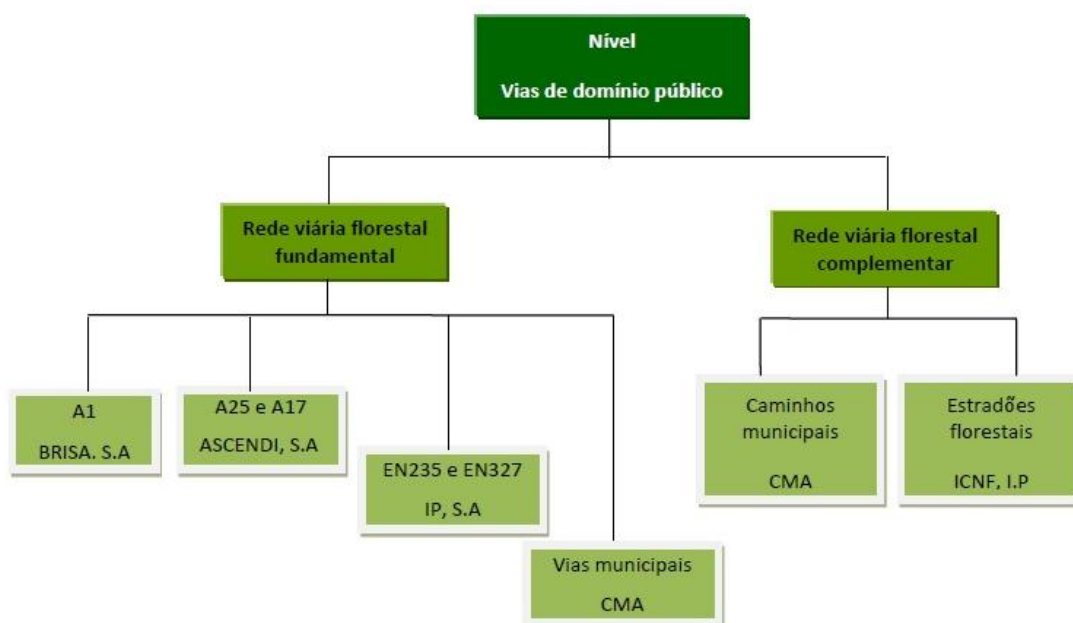 Nível
Vias de domínio público
Rede viária florestal
fundamental
Rede viária florestal
complementar
A1
BRISA. S.A
A25 e A17
ASCENDI, S.A
EN235 e EN327
IP, S.A
Vias municipais
CMA
Caminhos
municipais
CMA
Estradões
florestais
ICNF, I.P